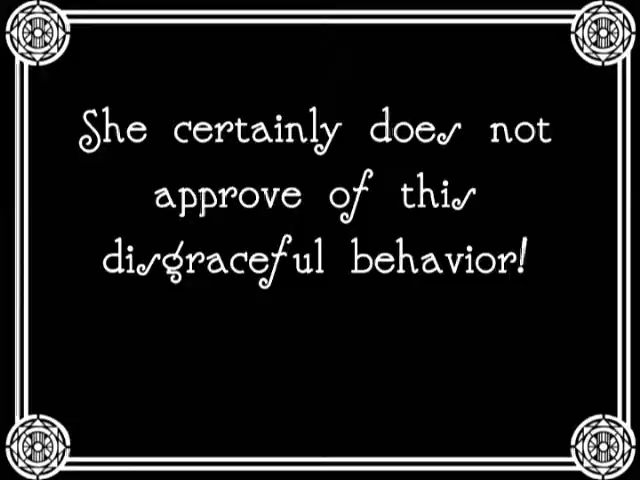 She certainly does not
approve of this
disgraceful behavior!